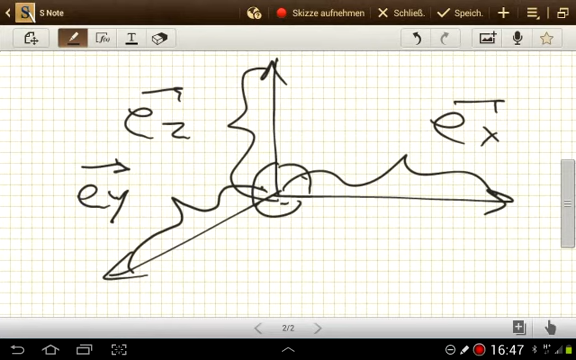 S Note
Skizze aufnehmen
Schließ.
Speich.
f(x)
T
e z
e x
e y
2/2
16:47